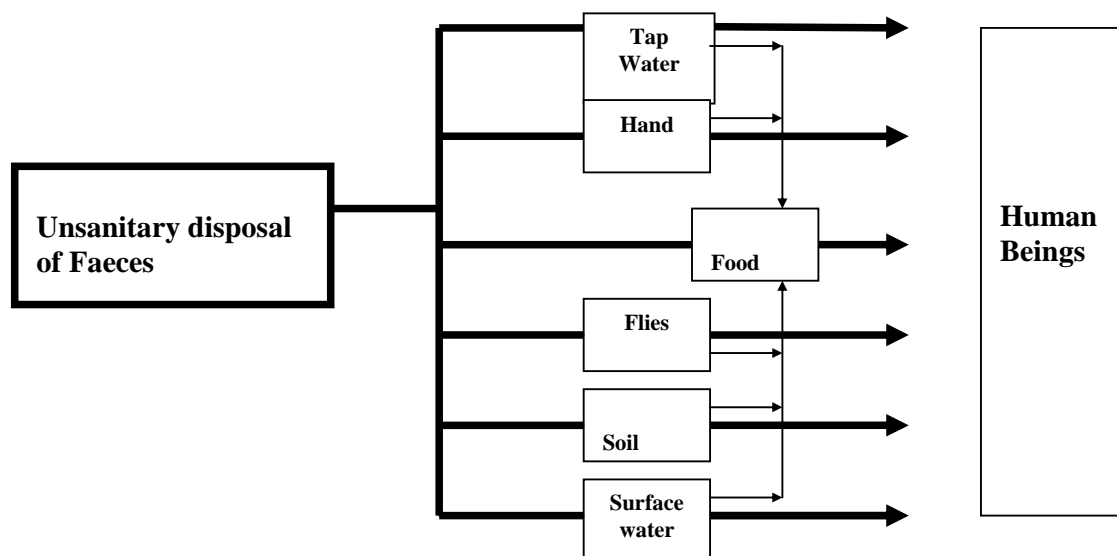 Unsanitary disposal
of Faeces
Tap
Water
Hand
Food
Flies
Soil
Surface
water
Human
Beings